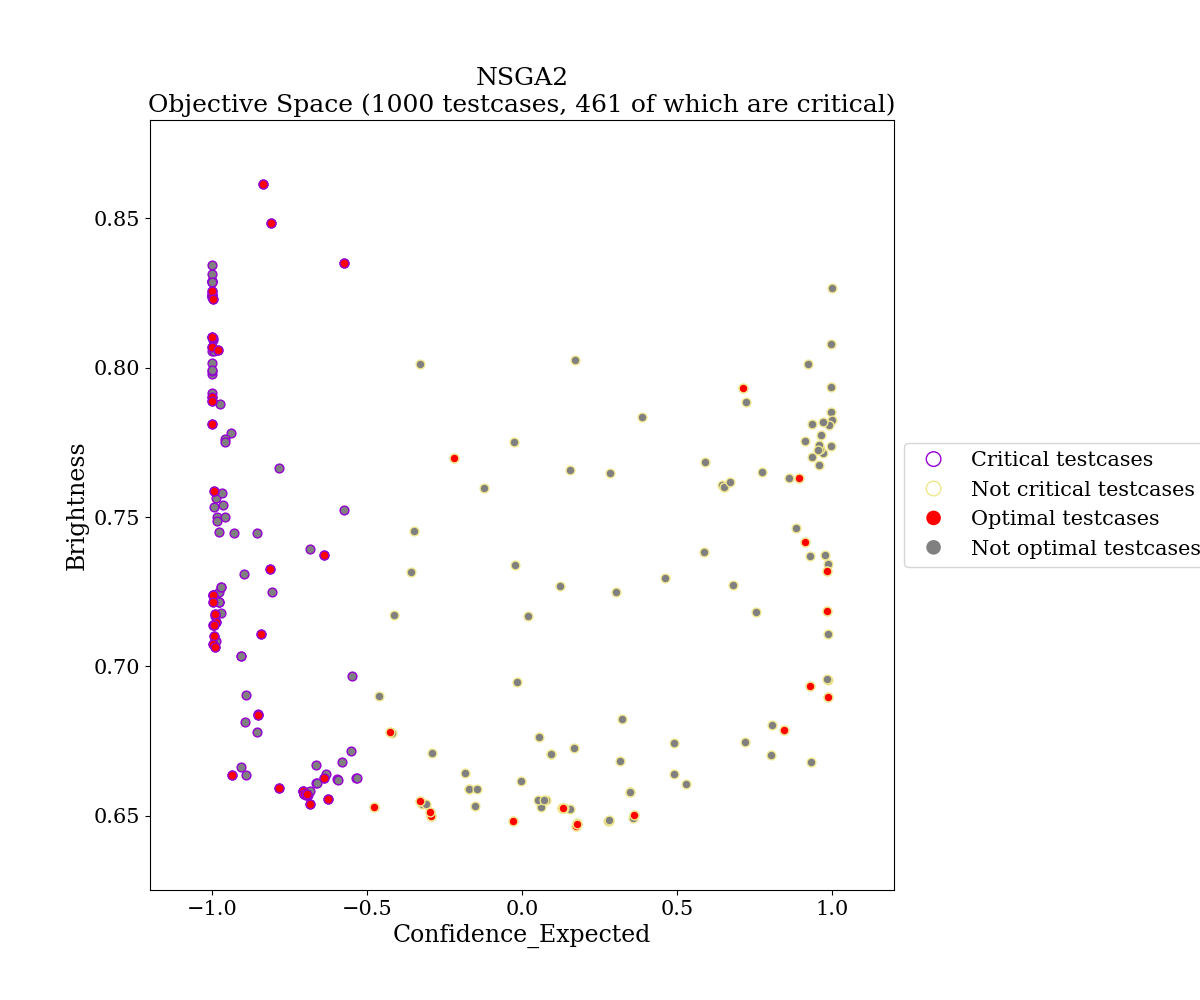 NSGA2
Objective Space (1000 testcases, 461 of which are critical)
0.85
0.80
0.75
0.70
0.65
Brightness
−1.0
−0.5
0.0
0.5
1.0
Confidence_Expected
Critical testcases
Not critical testcases
Optimal testcases
Not optimal testcases